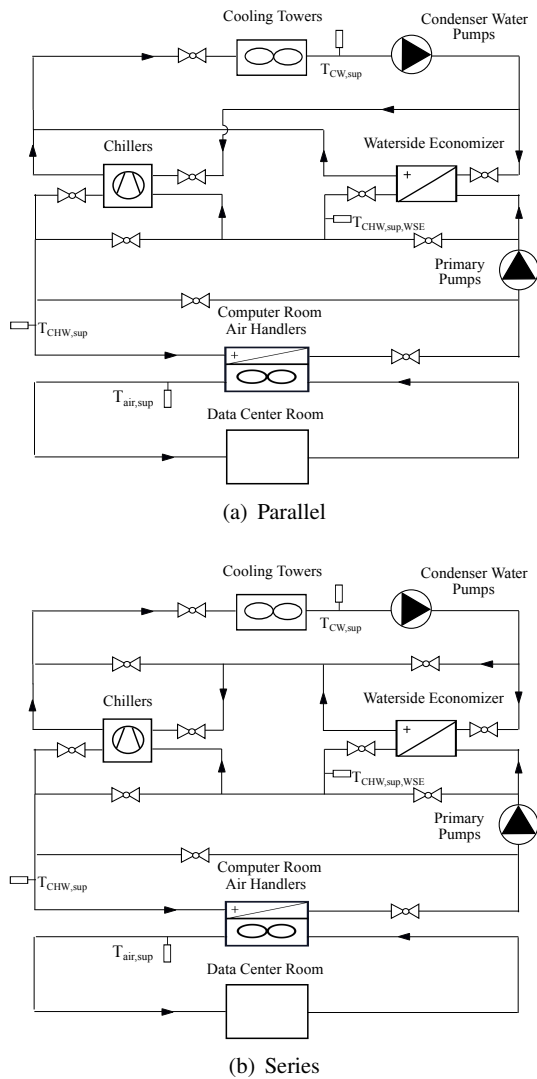 Cooling Towers
Condenser Water
Pumps
T_CW,sup
Chillers
Waterside Economizer
+
T_CHW,sup,WSE
Primary
Pumps
Computer Room
Air Handlers
T_CHW,sup
+
T_air,sup
Data Center Room
(a) Parallel
Cooling Towers
Condenser Water
Pumps
T_CW,sup
Chillers
Waterside Economizer
+
T_CHW,sup,WSE
Primary
Pumps
Computer Room
Air Handlers
T_CHW,sup
+
T_air,sup
Data Center Room
(b) Series